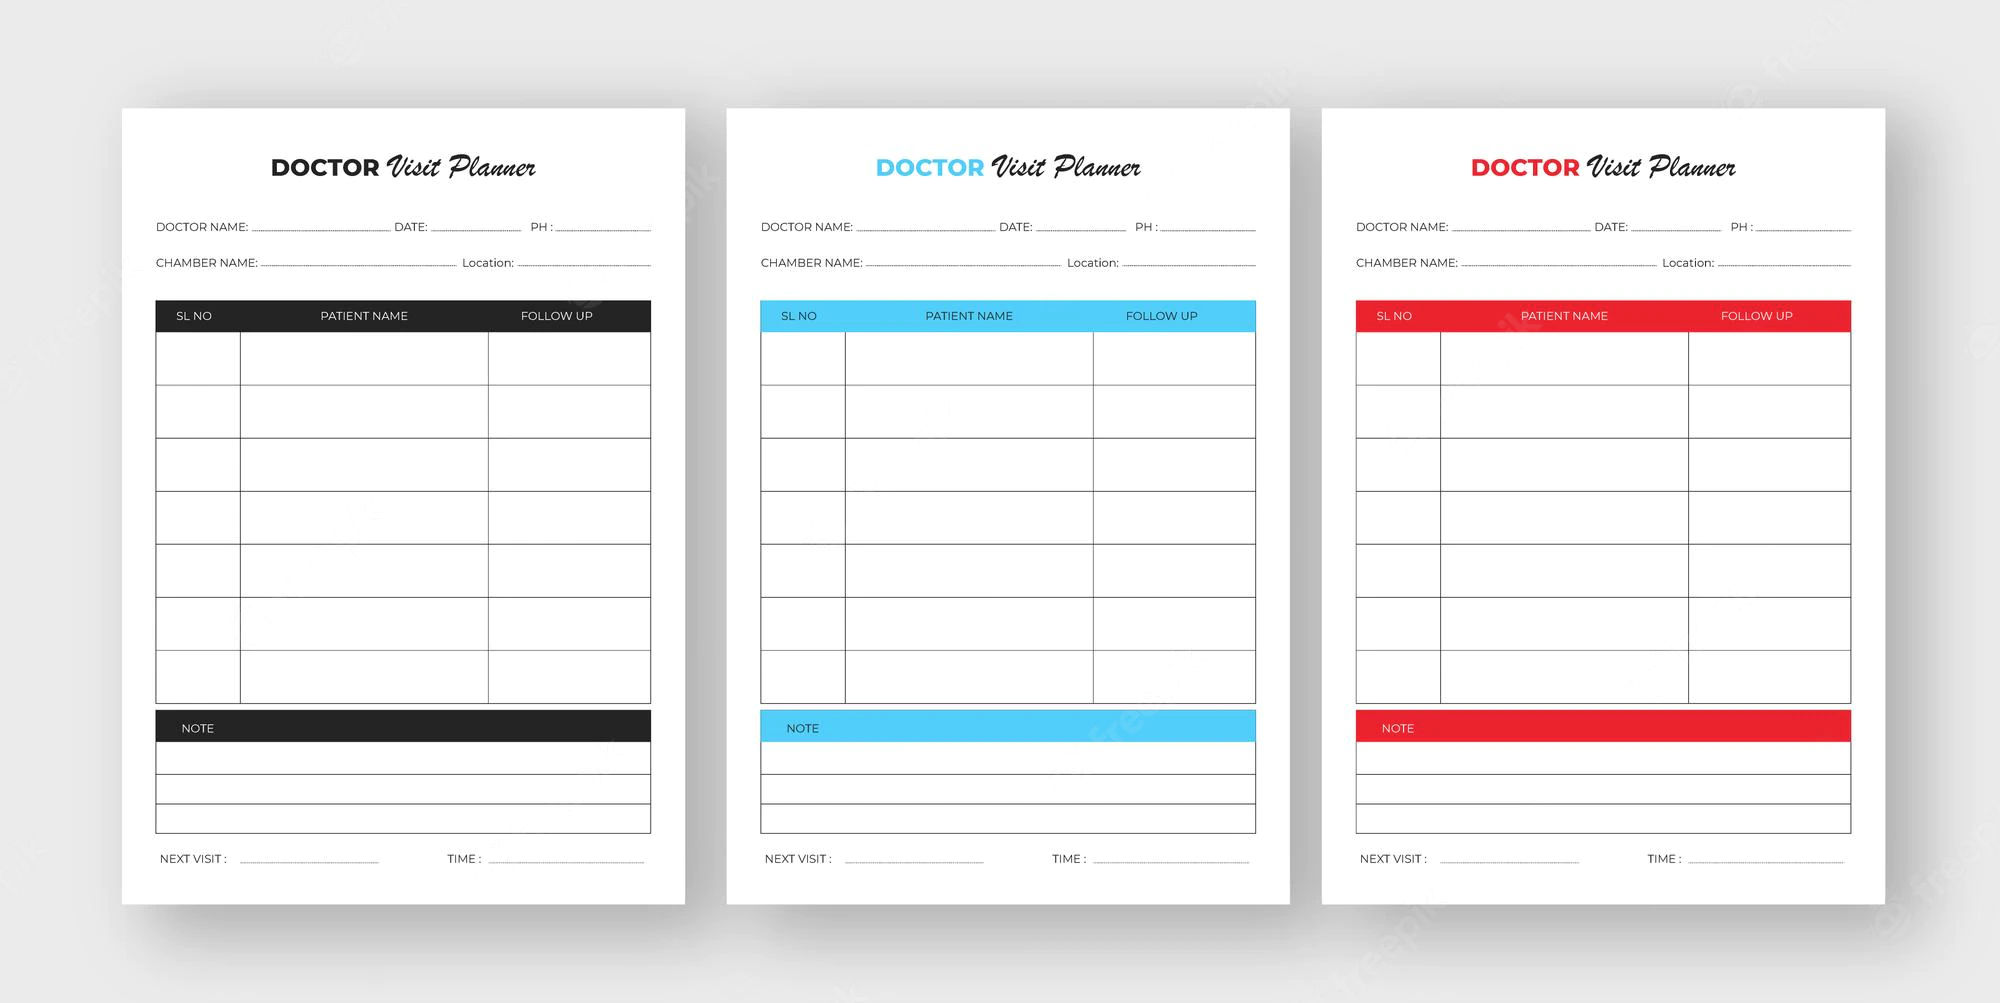 DOCTOR Visit Planner
DOCTOR NAME: DATE: PH :
CHAMBER NAME: Location:
SL NO PATIENT NAME FOLLOW UP
NOTE
NEXT VISIT : TIME :
DOCTOR Visit Planner
DOCTOR NAME: DATE: PH :
CHAMBER NAME: Location:
SL NO PATIENT NAME FOLLOW UP
NOTE
NEXT VISIT : TIME :
DOCTOR Visit Planner
DOCTOR NAME: DATE: PH :
CHAMBER NAME: Location:
SL NO PATIENT NAME FOLLOW UP
NOTE
NEXT VISIT : TIME :
freepik